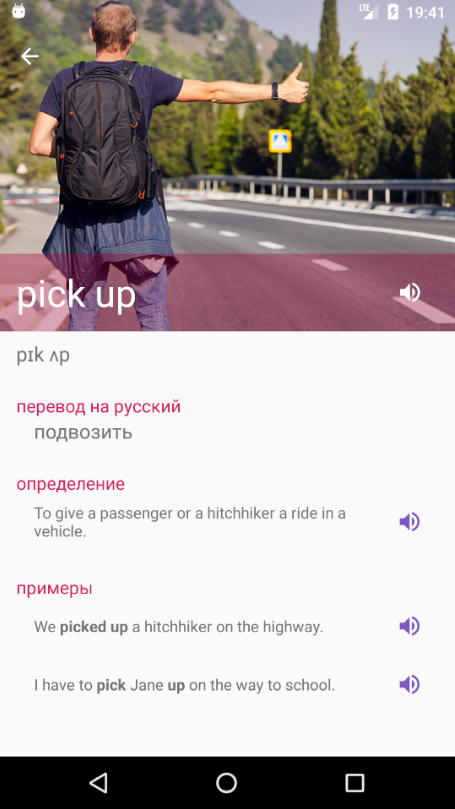 LTE 19:41
pick up
pɪk ʌp
перевод на русский
подвозить
определение
To give a passenger or a hitchhiker a ride in a
vehicle.
примеры
We picked up a hitchhiker on the highway.
I have to pick Jane up on the way to school.